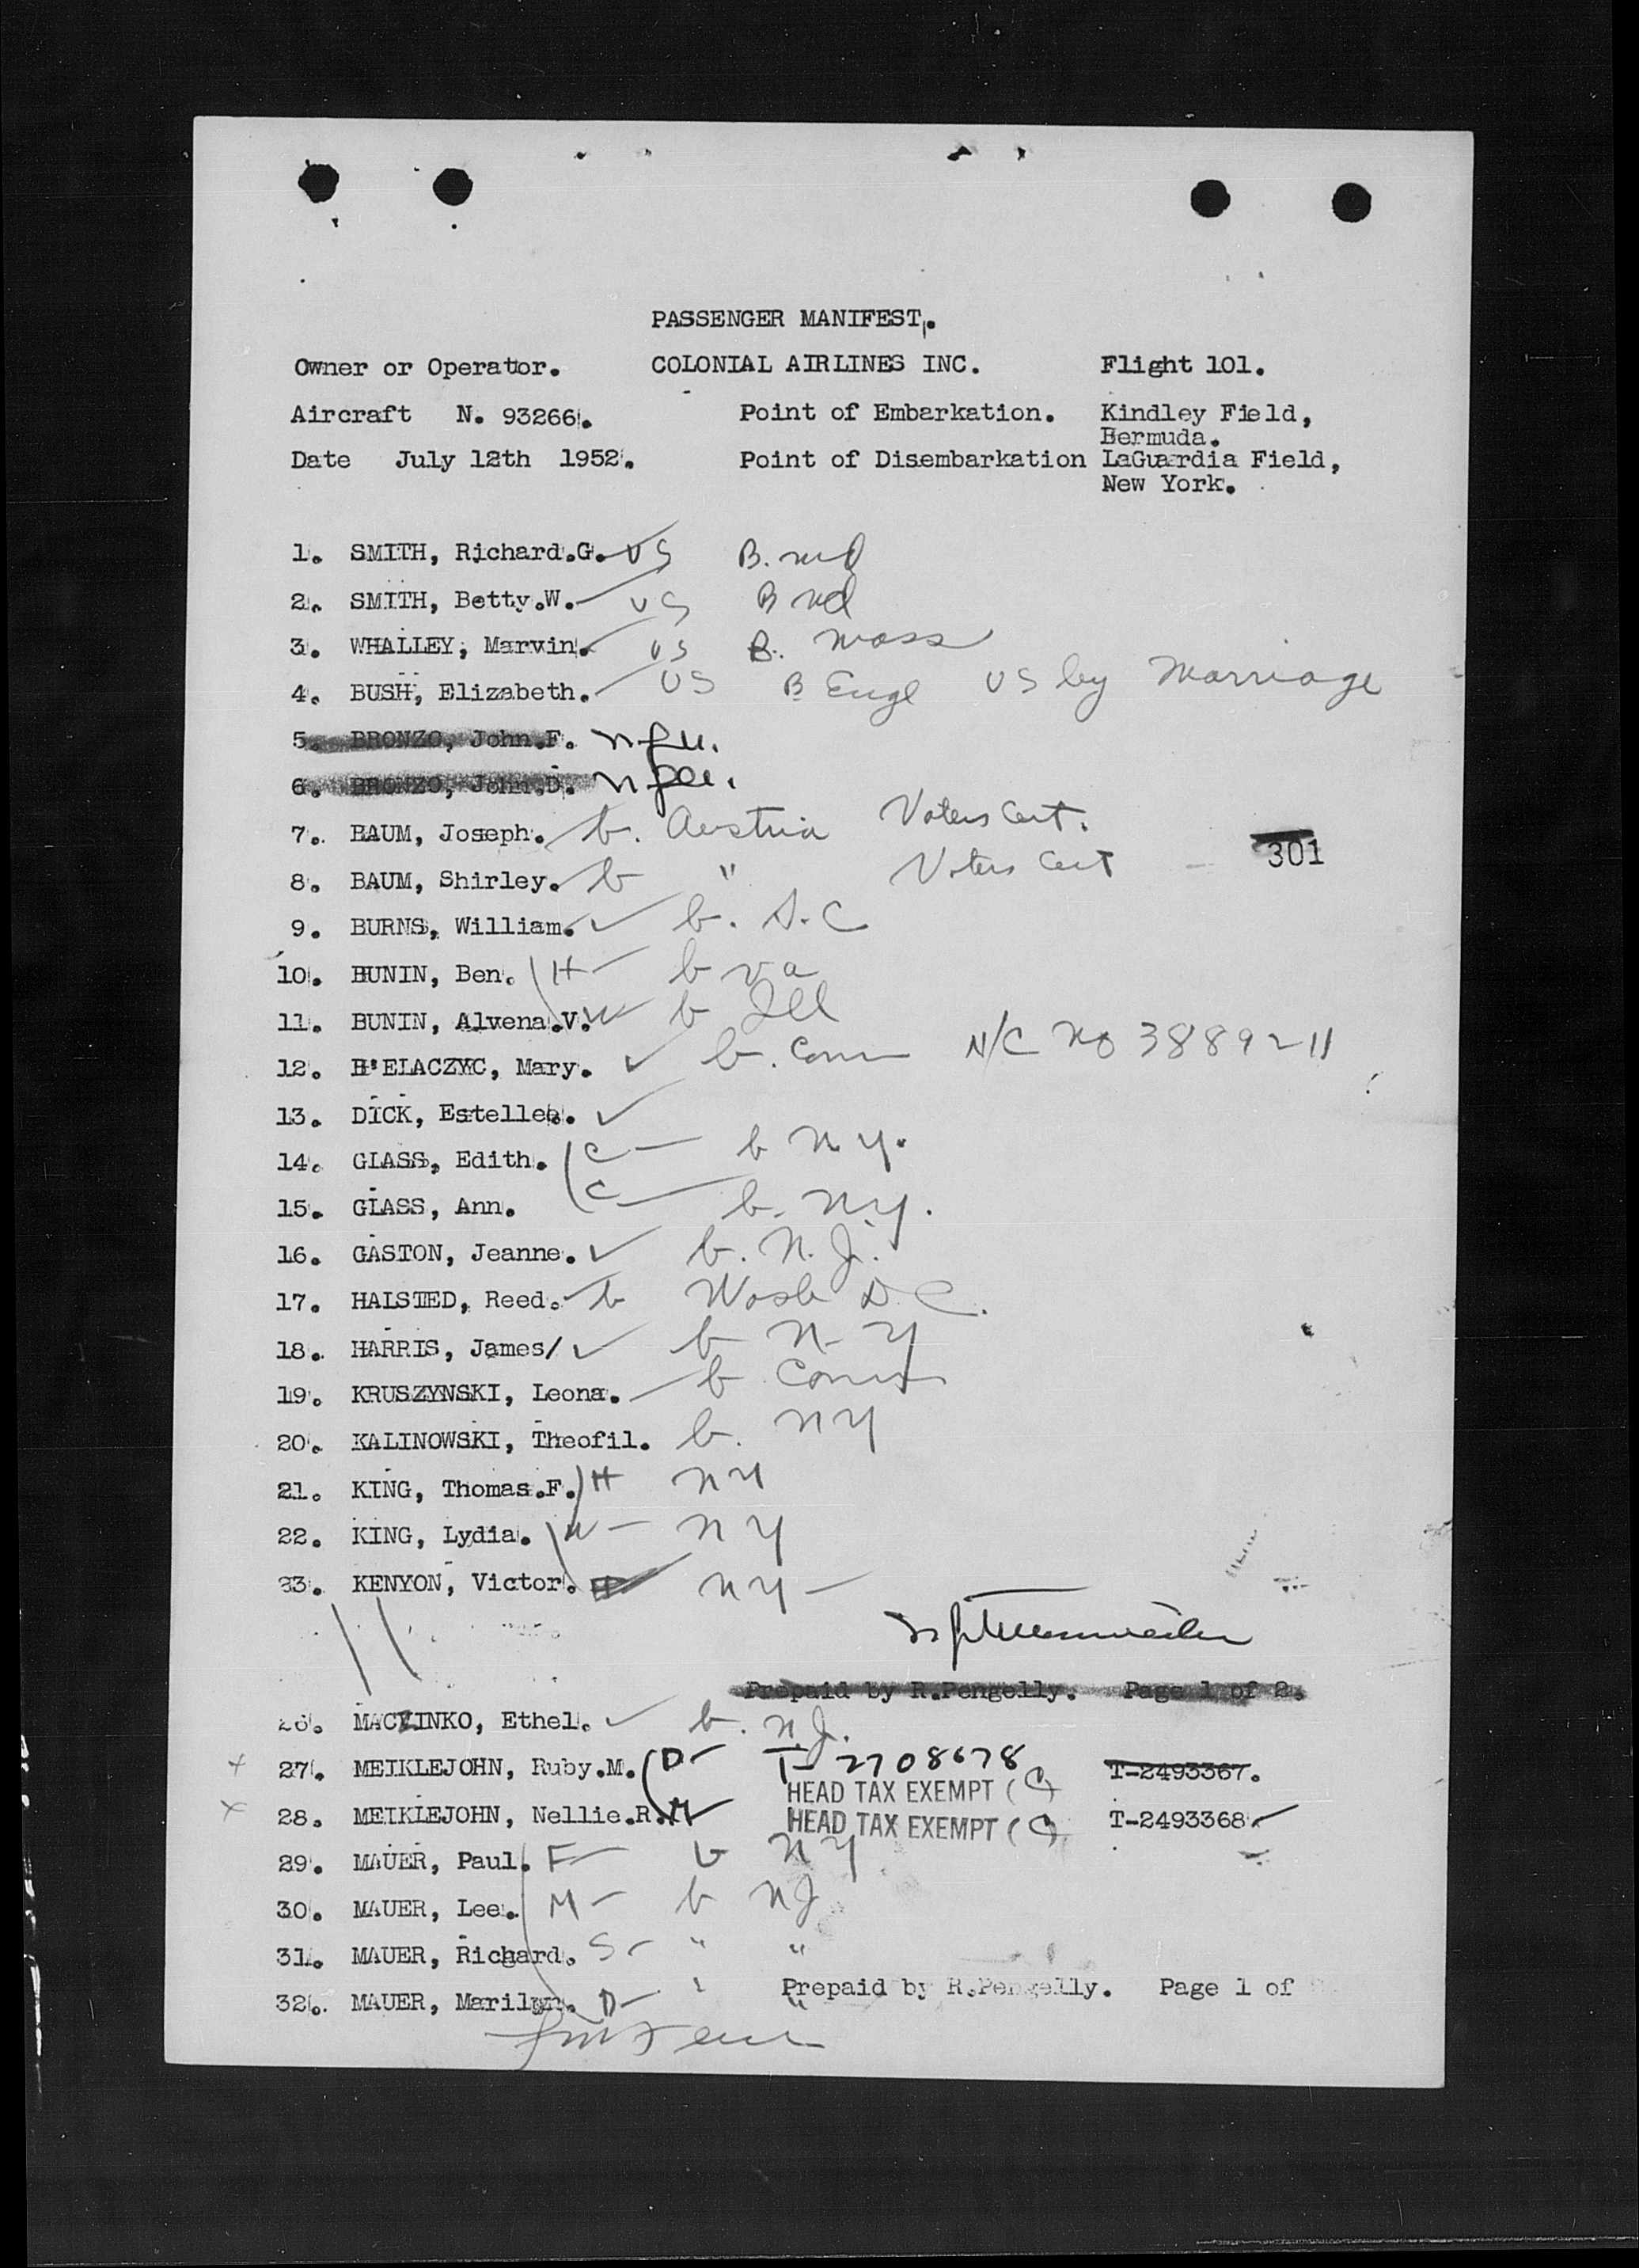 PASSENGER MANIFEST.
Owner or Operator. COLONIAL AIRLINES INC. Flight 101.
Aircraft N. 93266. Point of Embarkation. Kindley Field,
Bermuda.
Date July 12th 1952. Point of Disembarkation LaGuardia Field,
New York.
1. SMITH, Richard.G. US B. Md
2. SMITH, Betty.W. US B Md
3. WHALLEY, Marvin. US B. Mass
4. BUSH, Elizabeth. US B Engl US by Marriage
5. BRONZO, John.F.
6. BRONZO, John.D.
7. BAUM, Joseph. b. Austria Voters Cert.
301
8. BAUM, Shirley. b " Voters Cert
9. BURNS, William. b. D.C
10. BUNIN, Ben. H b Va
11. BUNIN, Alvena.V. W b Ill
12. B'ELACZYC, Mary. b. Conn N/C No 3889211
13. DICK, Estelle.
14. GLASS, Edith. C b N.Y.
15. GLASS, Ann. C b. N.Y.
16. GASTON, Jeanne. b. N.J.
17. HALSTED, Reed. b Wash D.C.
18. HARRIS, James/ b N-Y
19. KRUSZYNSKI, Leona. b Conn
20. KALINOWSKI, Theofil. b. NY
21. KING, Thomas.F. H NY
22. KING, Lydia. W - NY
23. KENYON, Victor. NY -
Prepaid by R.Pengelly. Page 1 of 2.
26. MACZINKO, Ethel. b. N.J.
27. MEIKLEJOHN, Ruby.M. D- T-2708678 T-2493367.
HEAD TAX EXEMPT (C)
28. MEIKLEJOHN, Nellie.R. M HEAD TAX EXEMPT (C) T-2493368
29. MAUER, Paul. F- b NY
30. MAUER, Lee. M - b NJ
31. MAUER, Richard. S- " "
Prepaid by R.Pengelly. Page 1 of
32. MAUER, Marilyn. D- " "